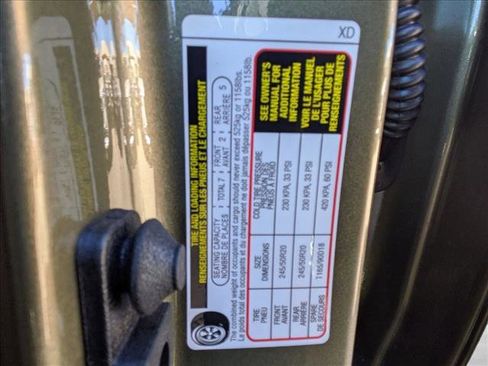 XD
TIRE AND LOADING INFORMATION
RENSEIGNEMENTS SUR LES PNEUS ET LE CHARGEMENT
SEATING CAPACITY TOTAL 7 FRONT 2 REAR 5
NOMBRE DE PLACES AVANT ARRIÈRE
The combined weight of occupants and cargo should never exceed 525kg or 1158lbs.
Le poids total des occupants et du chargement ne doit jamais dépasser 525kg ou 1158lb.
TIRE SIZE COLD TIRE PRESSURE
PNEU DIMENSIONS PRESSION DES PNEUS À FROID
FRONT 245/50R20 230 KPA, 33 PSI
AVANT
REAR 245/50R20 230 KPA, 33 PSI
ARRIÈRE
SPARE T165/90D18 420 KPA, 60 PSI
DE SECOURS
SEE OWNER'S
MANUAL FOR
ADDITIONAL
INFORMATION
VOIR LE MANUEL
DE L'USAGER
POUR PLUS DE
RENSEIGNEMENTS